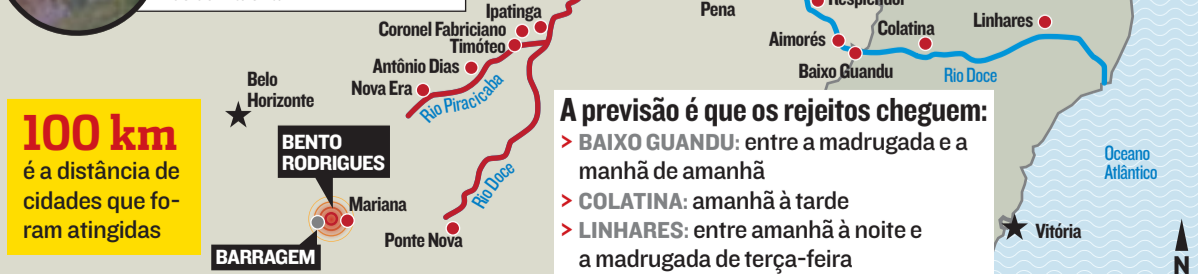 Ipatinga
Coronel Fabriciano
Timóteo
Antônio Dias
Nova Era
Rio Piracicaba
Belo
Horizonte
Pena
Resplendor
Aimorés
Baixo Guandu
Colatina
Linhares
Rio Doce
100 km
é a distância de
cidades que fo-
ram atingidas
BENTO
RODRIGUES
Mariana
BARRAGEM
Ponte Nova
Rio Doce
A previsão é que os rejeitos cheguem:
> BAIXO GUANDU: entre a madrugada e a
manhã de amanhã
> COLATINA: amanhã à tarde
> LINHARES: entre amanhã à noite e
a madrugada de terça-feira
Oceano
Atlântico
Vitória
N